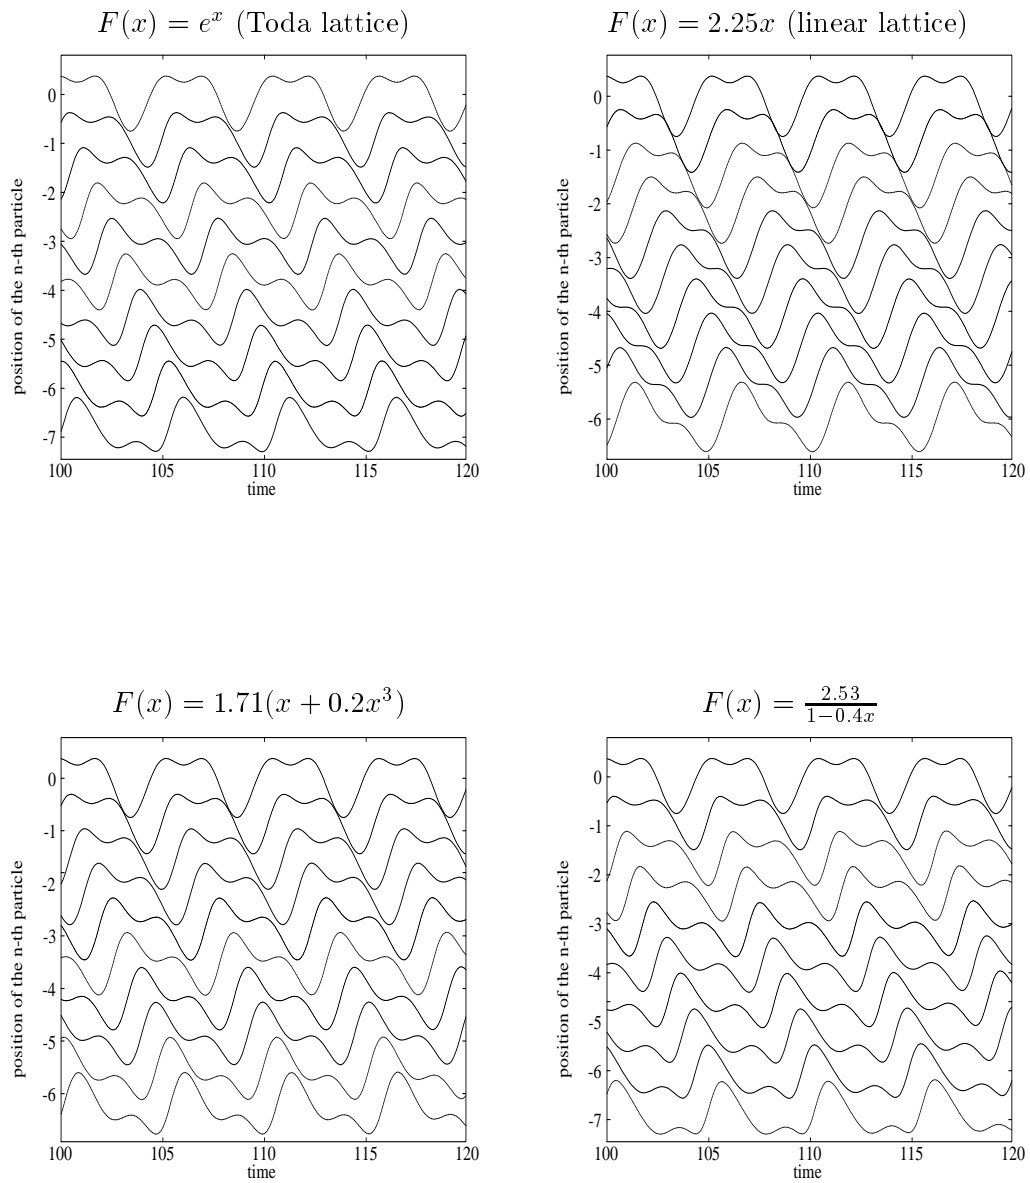 F(x) = e^x (Toda lattice)
F(x) = 2.25x (linear lattice)
position of the n-th particle
0
-1
-2
-3
-4
-5
-6
-7
100 105 110 115 120
time
position of the n-th particle
0
-1
-2
-3
-4
-5
-6
100 105 110 115 120
time
F(x) = 1.71(x + 0.2x^3)
F(x) = 2.53/(1−0.4x)
position of the n-th particle
0
-1
-2
-3
-4
-5
-6
100 105 110 115 120
time
position of the n-th particle
0
-1
-2
-3
-4
-5
-6
-7
100 105 110 115 120
time